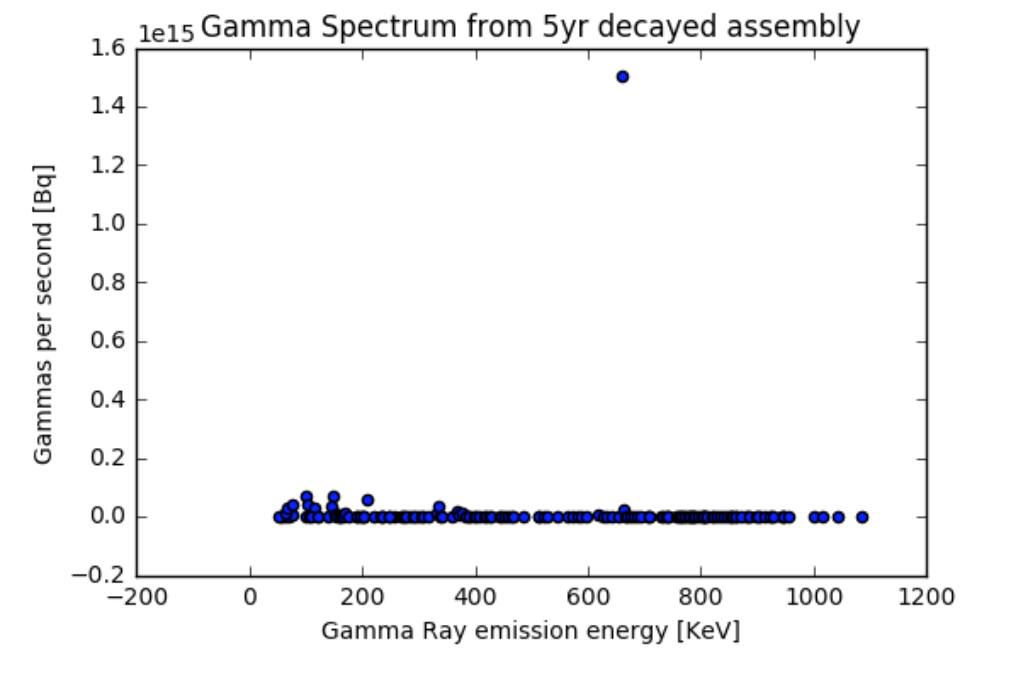 1e15 Gamma Spectrum from 5yr decayed assembly
1.6
1.4
1.2
1.0
0.8
0.6
0.4
0.2
0.0
−0.2
Gammas per second [Bq]
−200 0 200 400 600 800 1000 1200
Gamma Ray emission energy [KeV]